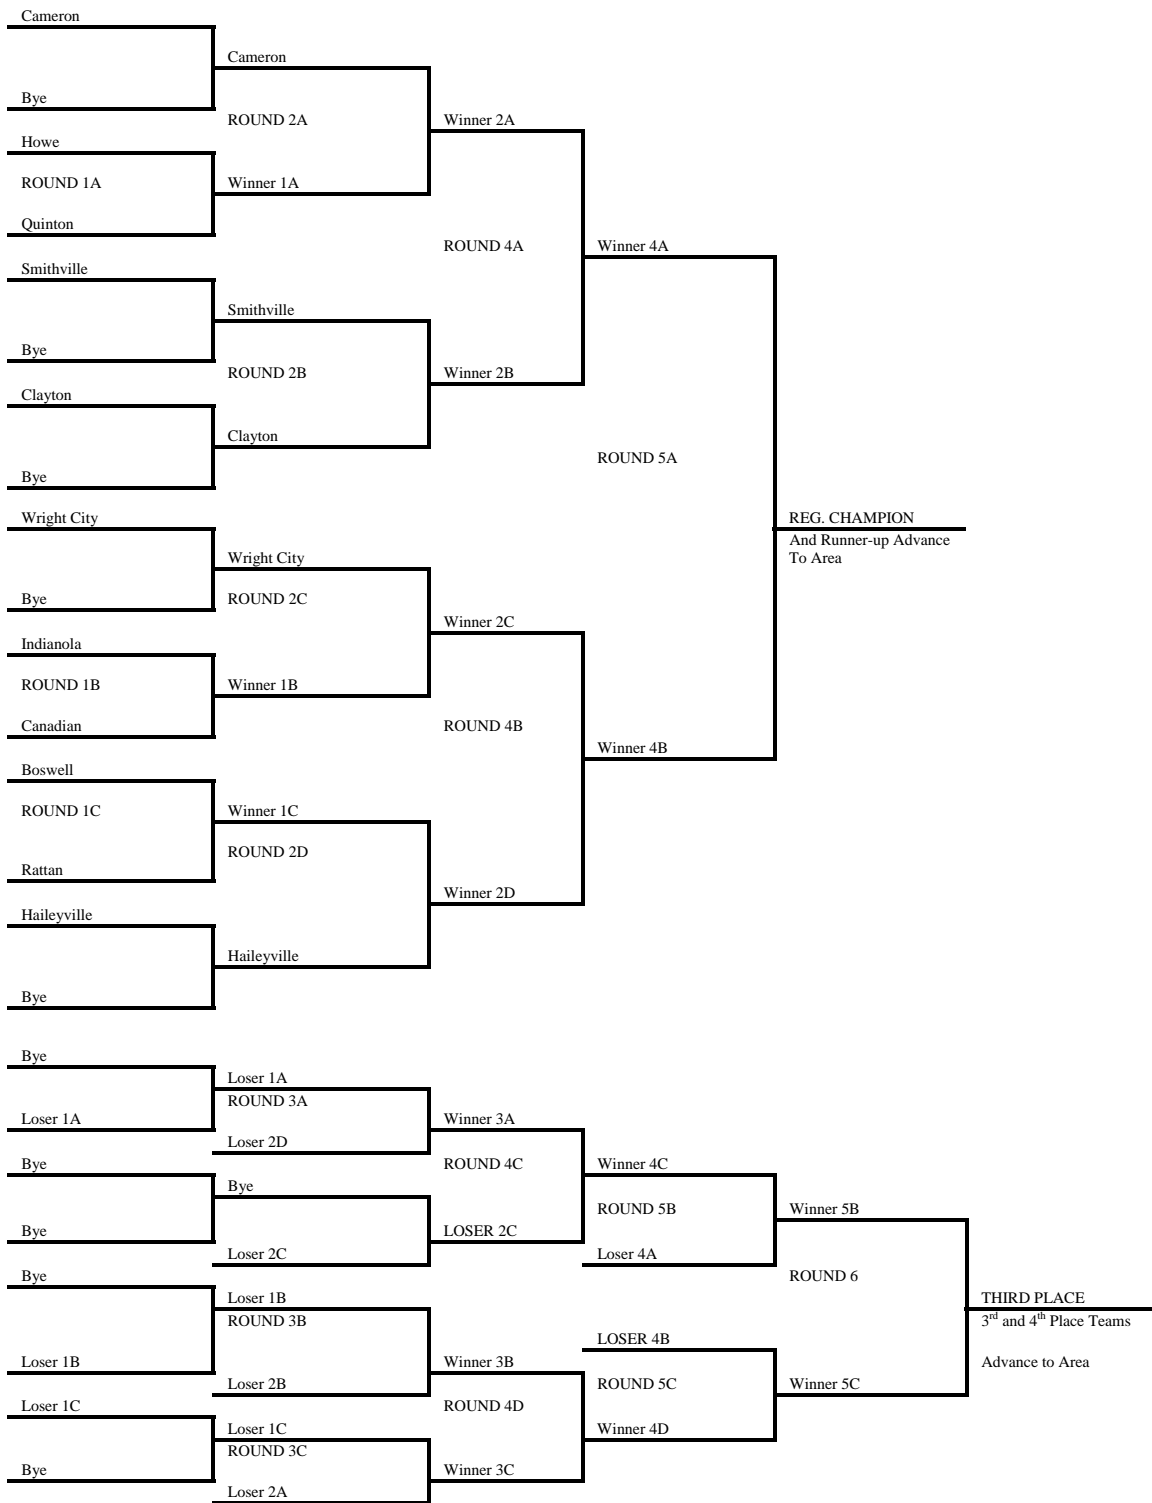 Cameron
Cameron
Bye
ROUND 2A
Winner 2A
Howe
ROUND 1A
Winner 1A
Quinton
ROUND 4A
Winner 4A
Smithville
Smithville
Bye
ROUND 2B
Winner 2B
Clayton
Clayton
ROUND 5A
Bye
Wright City
REG. CHAMPION
And Runner-up Advance
To Area
Wright City
Bye
ROUND 2C
Winner 2C
Indianola
ROUND 1B
Winner 1B
Canadian
ROUND 4B
Winner 4B
Boswell
ROUND 1C
Winner 1C
ROUND 2D
Rattan
Winner 2D
Haileyville
Haileyville
Bye
Bye
Loser 1A
ROUND 3A
Loser 1A
Winner 3A
Loser 2D
Bye
ROUND 4C
Winner 4C
Bye
ROUND 5B
Winner 5B
Bye
LOSER 2C
Loser 2C
Loser 4A
Bye
ROUND 6
Loser 1B
THIRD PLACE
ROUND 3B
3rd and 4th Place Teams
LOSER 4B
Loser 1B
Winner 3B
Advance to Area
Loser 2B
ROUND 5C
Winner 5C
Loser 1C
ROUND 4D
Loser 1C
Winner 4D
ROUND 3C
Bye
Winner 3C
Loser 2A